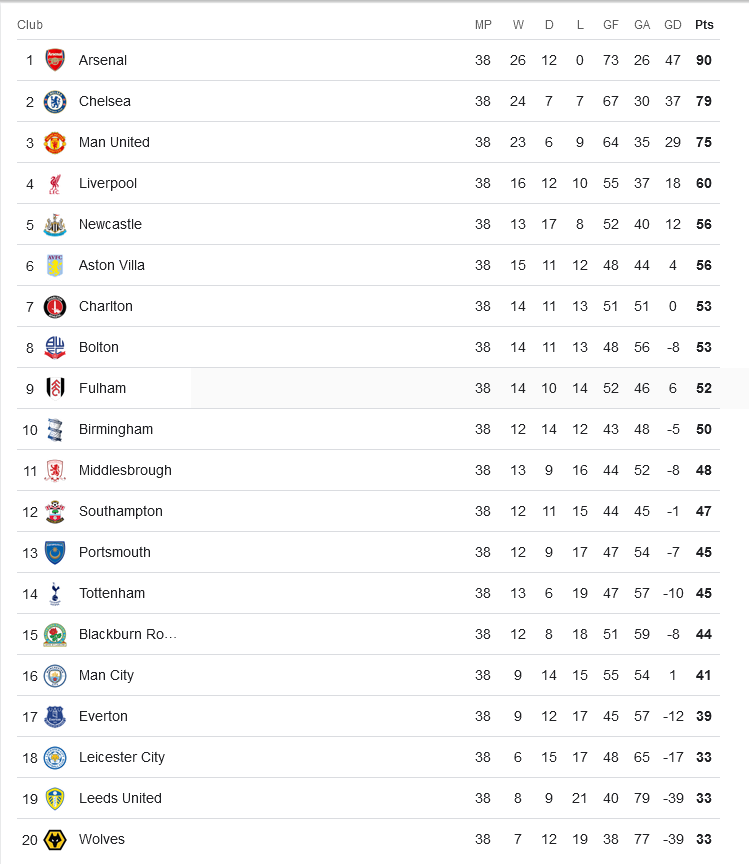 Club MP W D L GF GA GD Pts
1 Arsenal 38 26 12 0 73 26 47 90
2 Chelsea 38 24 7 7 67 30 37 79
3 Man United 38 23 6 9 64 35 29 75
4 Liverpool 38 16 12 10 55 37 18 60
5 Newcastle 38 13 17 8 52 40 12 56
6 Aston Villa 38 15 11 12 48 44 4 56
7 Charlton 38 14 11 13 51 51 0 53
8 Bolton 38 14 11 13 48 56 -8 53
9 Fulham 38 14 10 14 52 46 6 52
10 Birmingham 38 12 14 12 43 48 -5 50
11 Middlesbrough 38 13 9 16 44 52 -8 48
12 Southampton 38 12 11 15 44 45 -1 47
13 Portsmouth 38 12 9 17 47 54 -7 45
14 Tottenham 38 13 6 19 47 57 -10 45
15 Blackburn Ro... 38 12 8 18 51 59 -8 44
16 Man City 38 9 14 15 55 54 1 41
17 Everton 38 9 12 17 45 57 -12 39
18 Leicester City 38 6 15 17 48 65 -17 33
19 Leeds United 38 8 9 21 40 79 -39 33
20 Wolves 38 7 12 19 38 77 -39 33